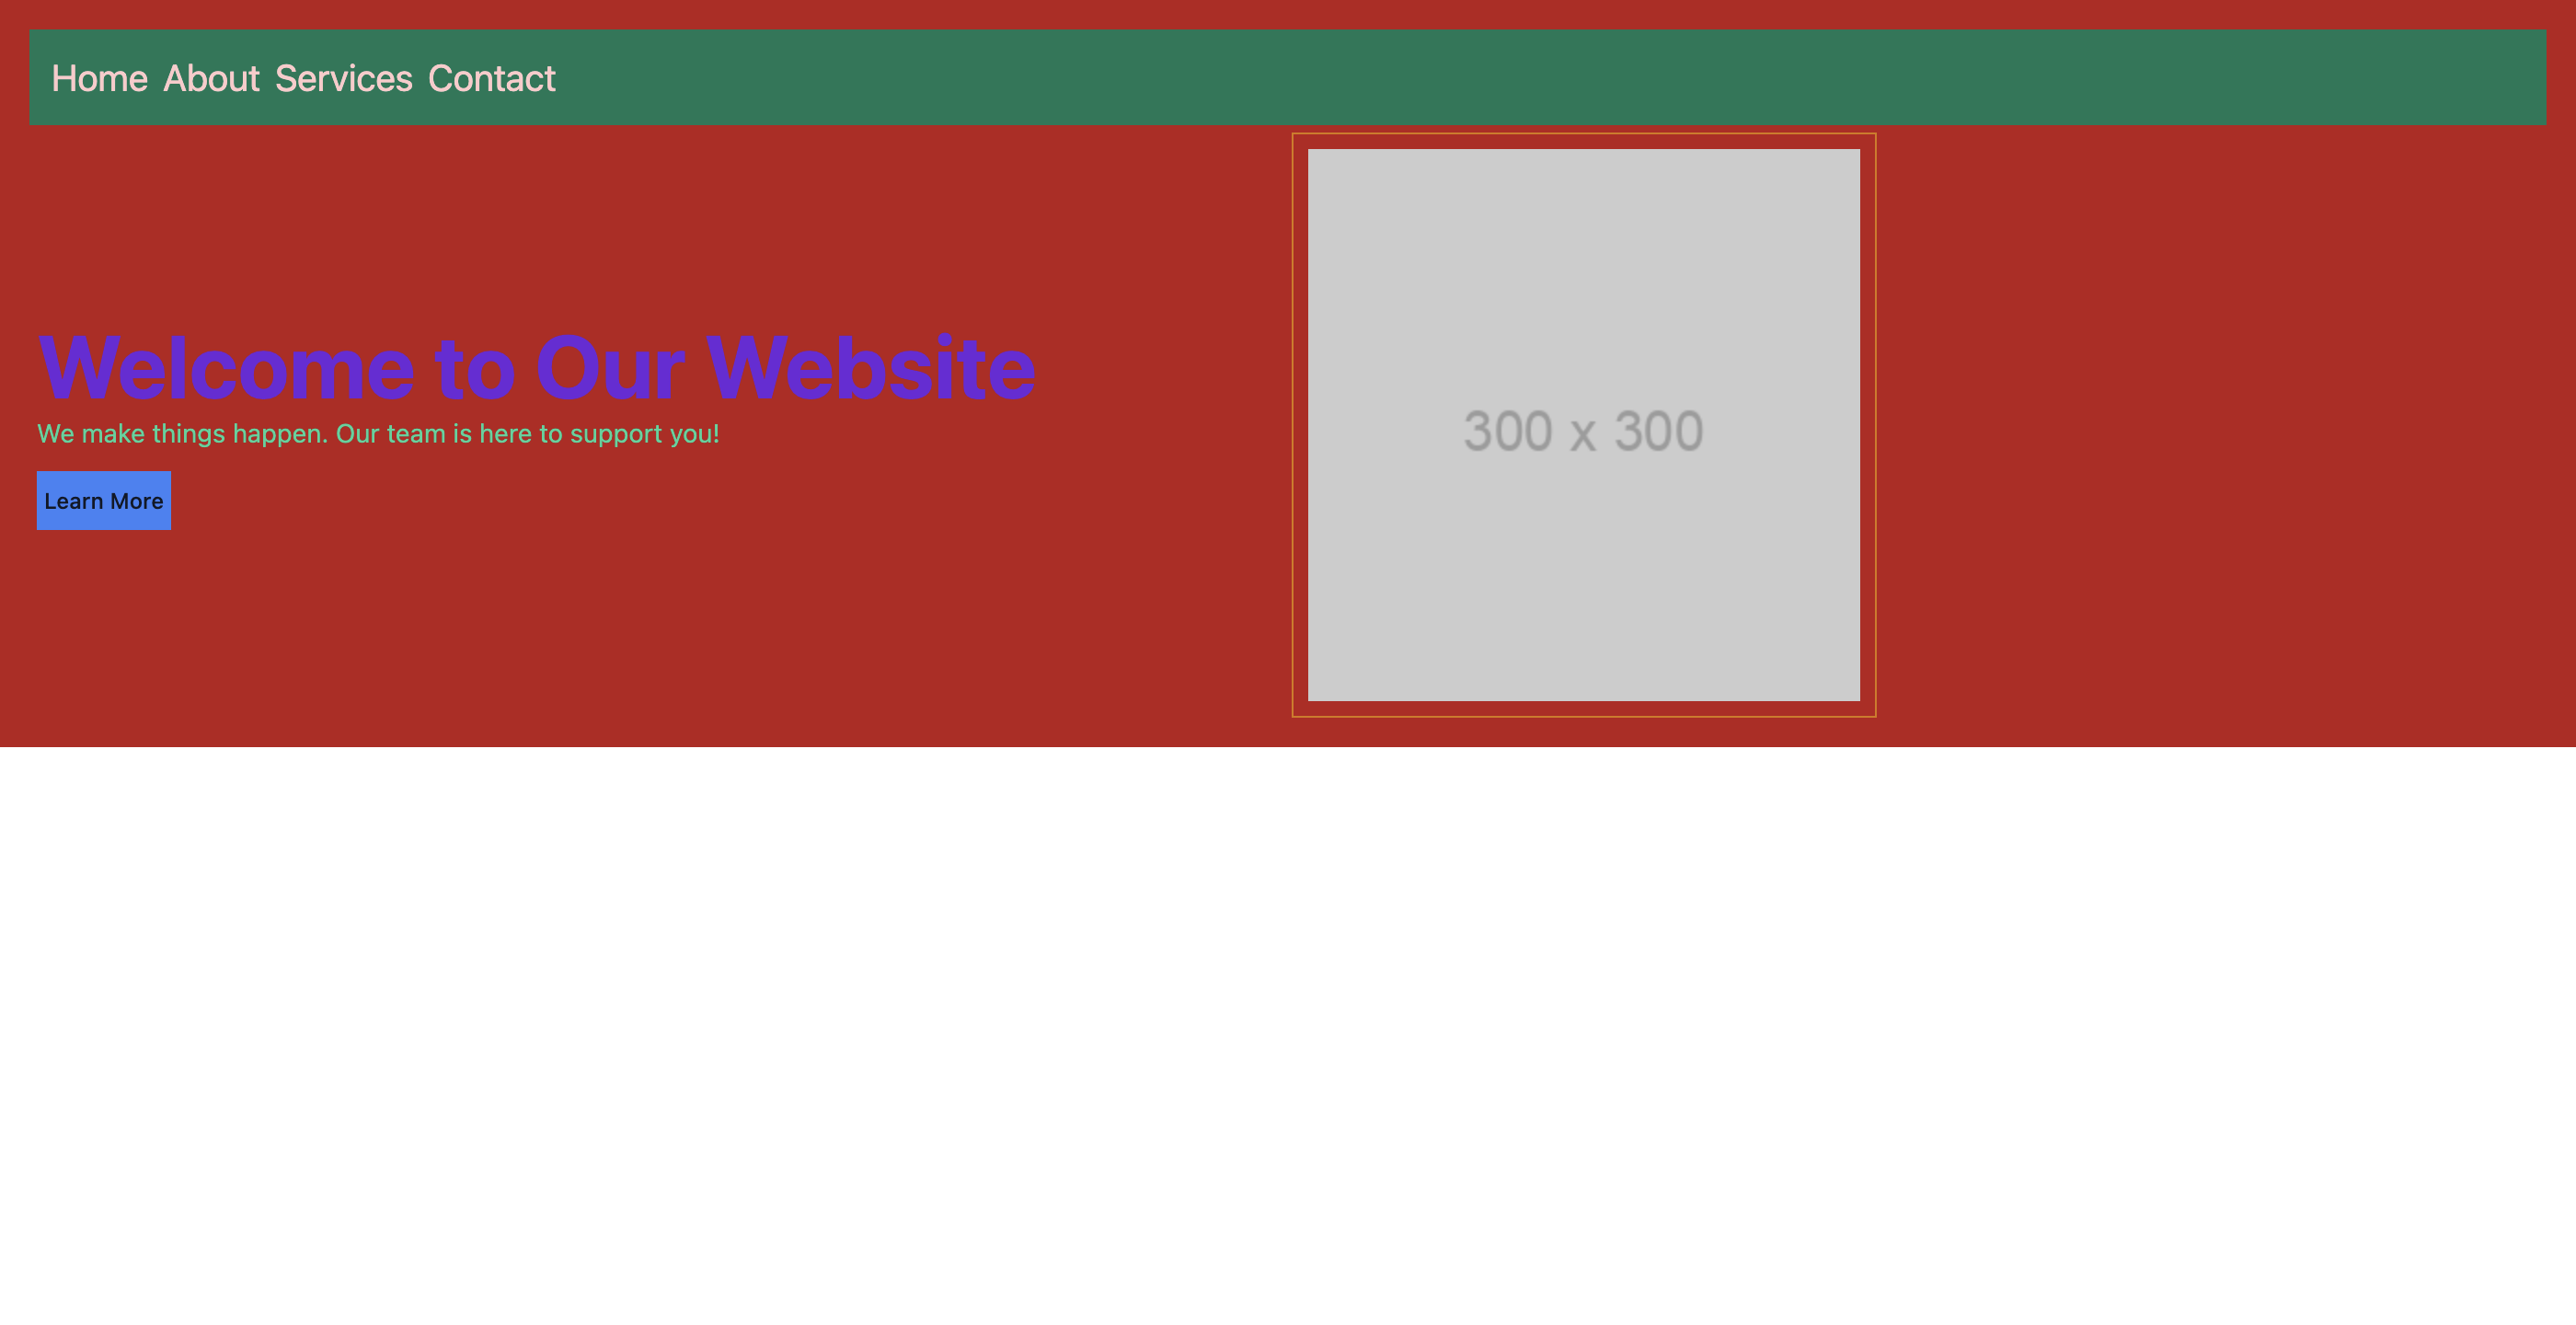 Home About Services Contact
Welcome to Our Website
We make things happen. Our team is here to support you!
Learn More
300 x 300